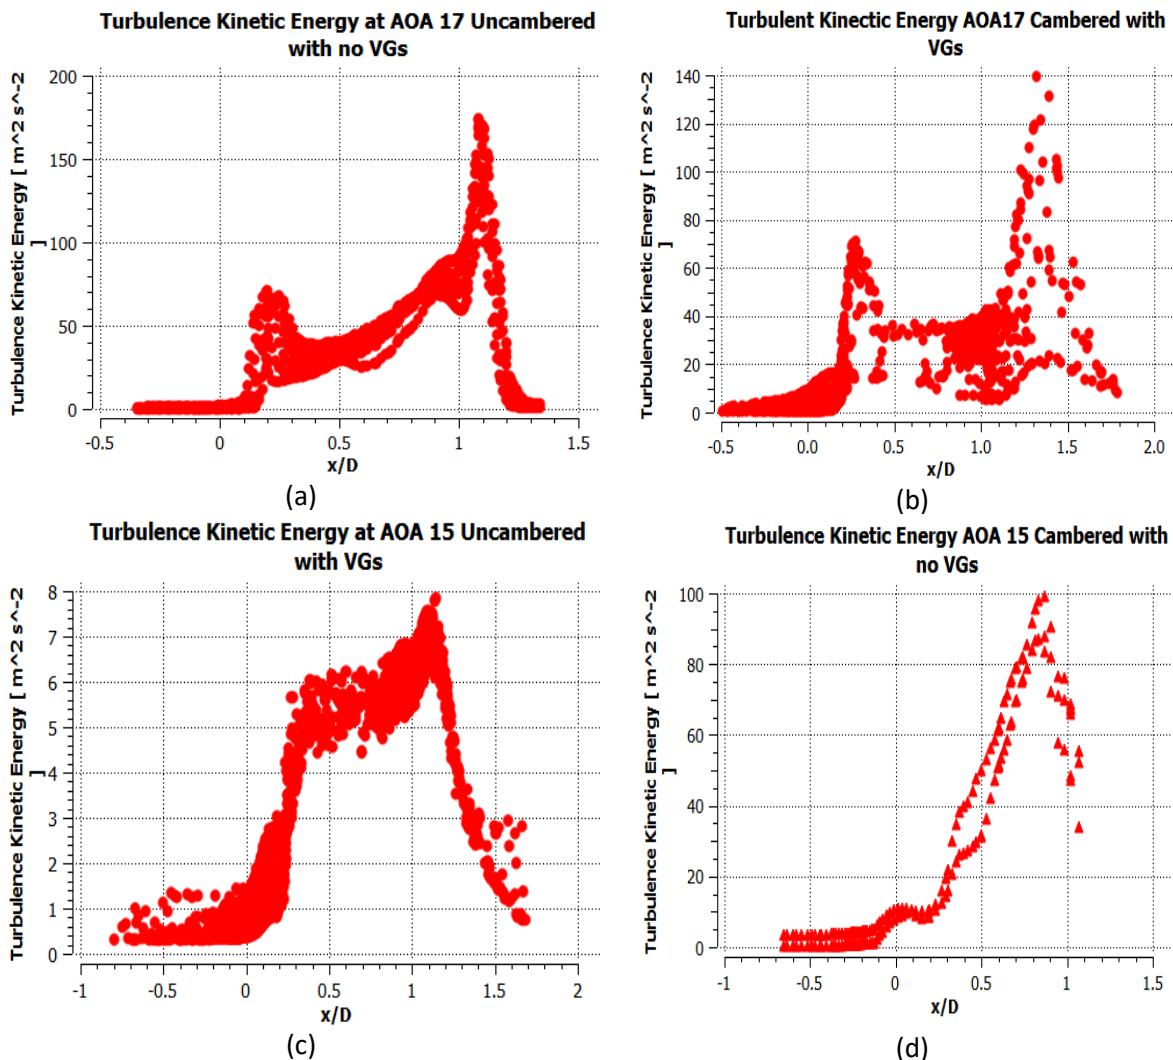 Turbulence Kinetic Energy at AOA 17 Uncambered
with no VGs
Turbulence Kinetic Energy [ m^2 s^-2
]
200
150
100
50
0
-0.5
0
0.5
1
1.5
x/D
(a)
Turbulent Kinectic Energy AOA17 Cambered with
VGs
Turbulence Kinetic Energy [ m^2 s^-2
]
140
120
100
80
60
40
20
0
-0.5
0.0
0.5
1.0
1.5
2.0
x/D
(b)
Turbulence Kinetic Energy at AOA 15 Uncambered
with VGs
Turbulence Kinetic Energy [ m^2 s^-2
]
8
7
6
5
4
3
2
1
0
-1
-0.5
0
0.5
1
1.5
2
x/D
(c)
Turbulence Kinetic Energy AOA 15 Cambered with
no VGs
Turbulence Kinetic Energy [ m^2 s^-2
]
100
80
60
40
20
0
-1
-0.5
0
0.5
1
1.5
x/D
(d)